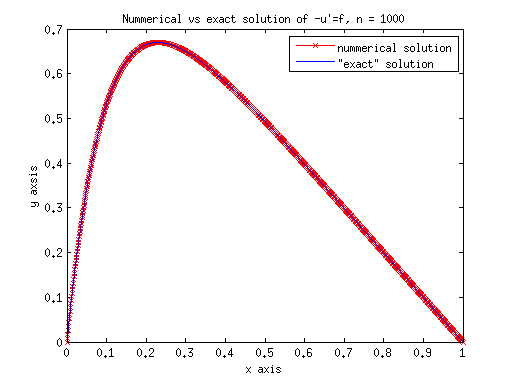 Nummerical vs exact solution of -u'=f, n = 1000
nummerical solution
"exact" solution
0.7
0.6
0.5
0.4
0.3
0.2
0.1
0
y axsis
0 0.1 0.2 0.3 0.4 0.5 0.6 0.7 0.8 0.9 1
x axis